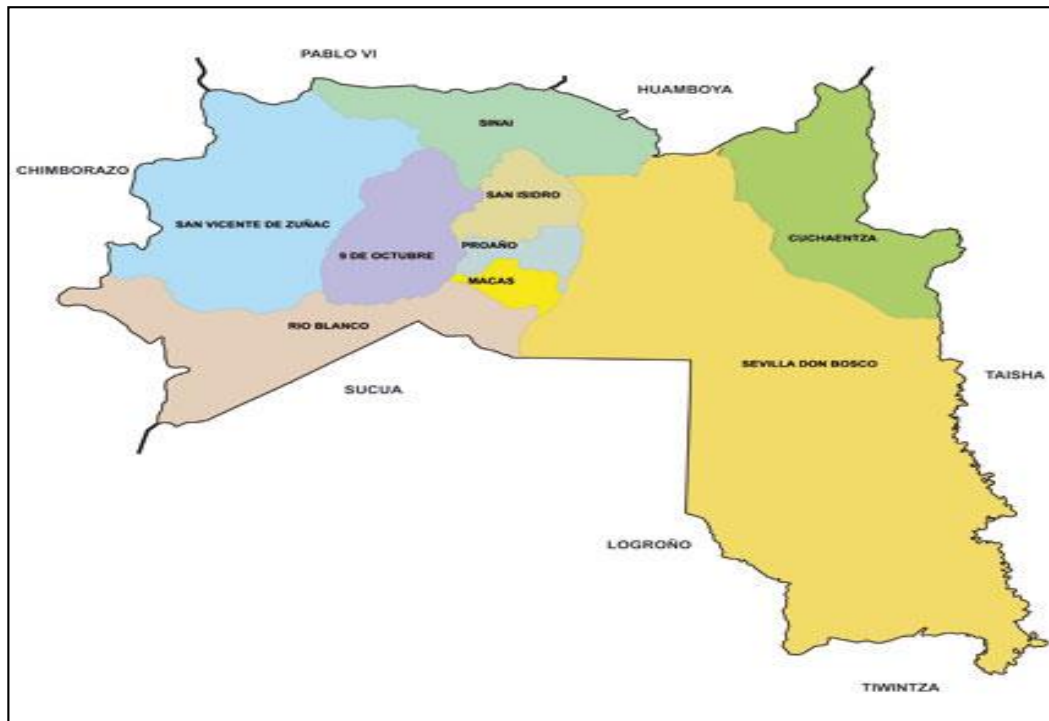 PABLO VI
HUAMBOYA
SINAI
CHIMBORAZO
SAN ISIDRO
SAN VICENTE DE ZUÑAC
CUCHAENTZA
PROAÑO
9 DE OCTUBRE
MACAS
RIO BLANCO
SEVILLA DON BOSCO
TAISHA
SUCUA
LOGROÑO
TIWINTZA